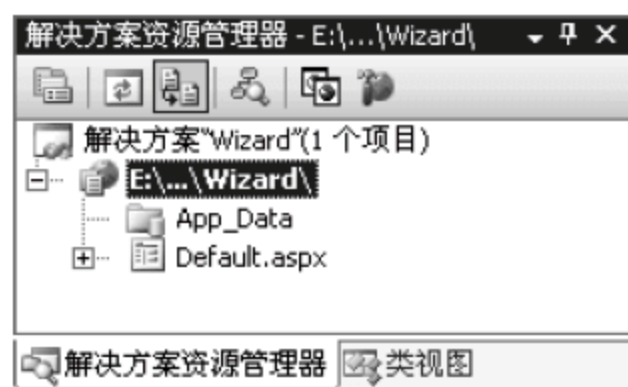 解决方案资源管理器 - E:\...\Wizard\
解决方案"Wizard"(1 个项目)
E:\...\Wizard\
App_Data
Default.aspx
解决方案资源管理器 类视图